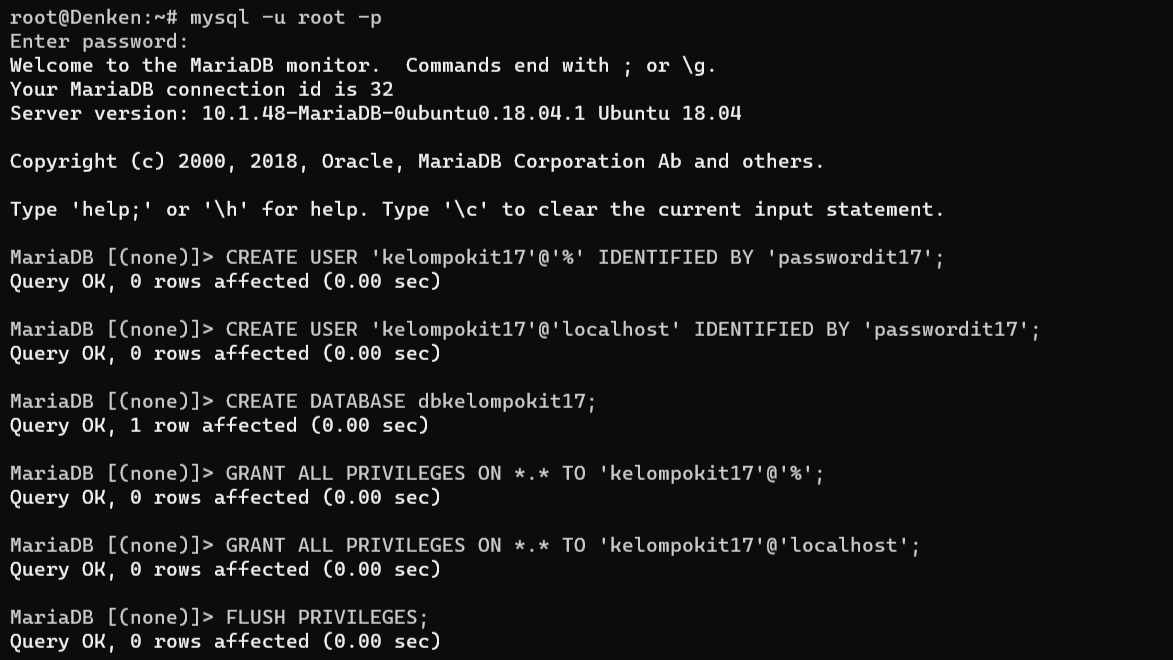 root@Denken:~# mysql -u root -p
Enter password:
Welcome to the MariaDB monitor.  Commands end with ; or \g.
Your MariaDB connection id is 32
Server version: 10.1.48-MariaDB-0ubuntu0.18.04.1 Ubuntu 18.04
Copyright (c) 2000, 2018, Oracle, MariaDB Corporation Ab and others.
Type 'help;' or '\h' for help. Type '\c' to clear the current input statement.
MariaDB [(none)]> CREATE USER 'kelompokit17'@'%' IDENTIFIED BY 'passwordit17';
Query OK, 0 rows affected (0.00 sec)
MariaDB [(none)]> CREATE USER 'kelompokit17'@'localhost' IDENTIFIED BY 'passwordit17';
Query OK, 0 rows affected (0.00 sec)
MariaDB [(none)]> CREATE DATABASE dbkelompokit17;
Query OK, 1 row affected (0.00 sec)
MariaDB [(none)]> GRANT ALL PRIVILEGES ON *.* TO 'kelompokit17'@'%';
Query OK, 0 rows affected (0.00 sec)
MariaDB [(none)]> GRANT ALL PRIVILEGES ON *.* TO 'kelompokit17'@'localhost';
Query OK, 0 rows affected (0.00 sec)
MariaDB [(none)]> FLUSH PRIVILEGES;
Query OK, 0 rows affected (0.00 sec)